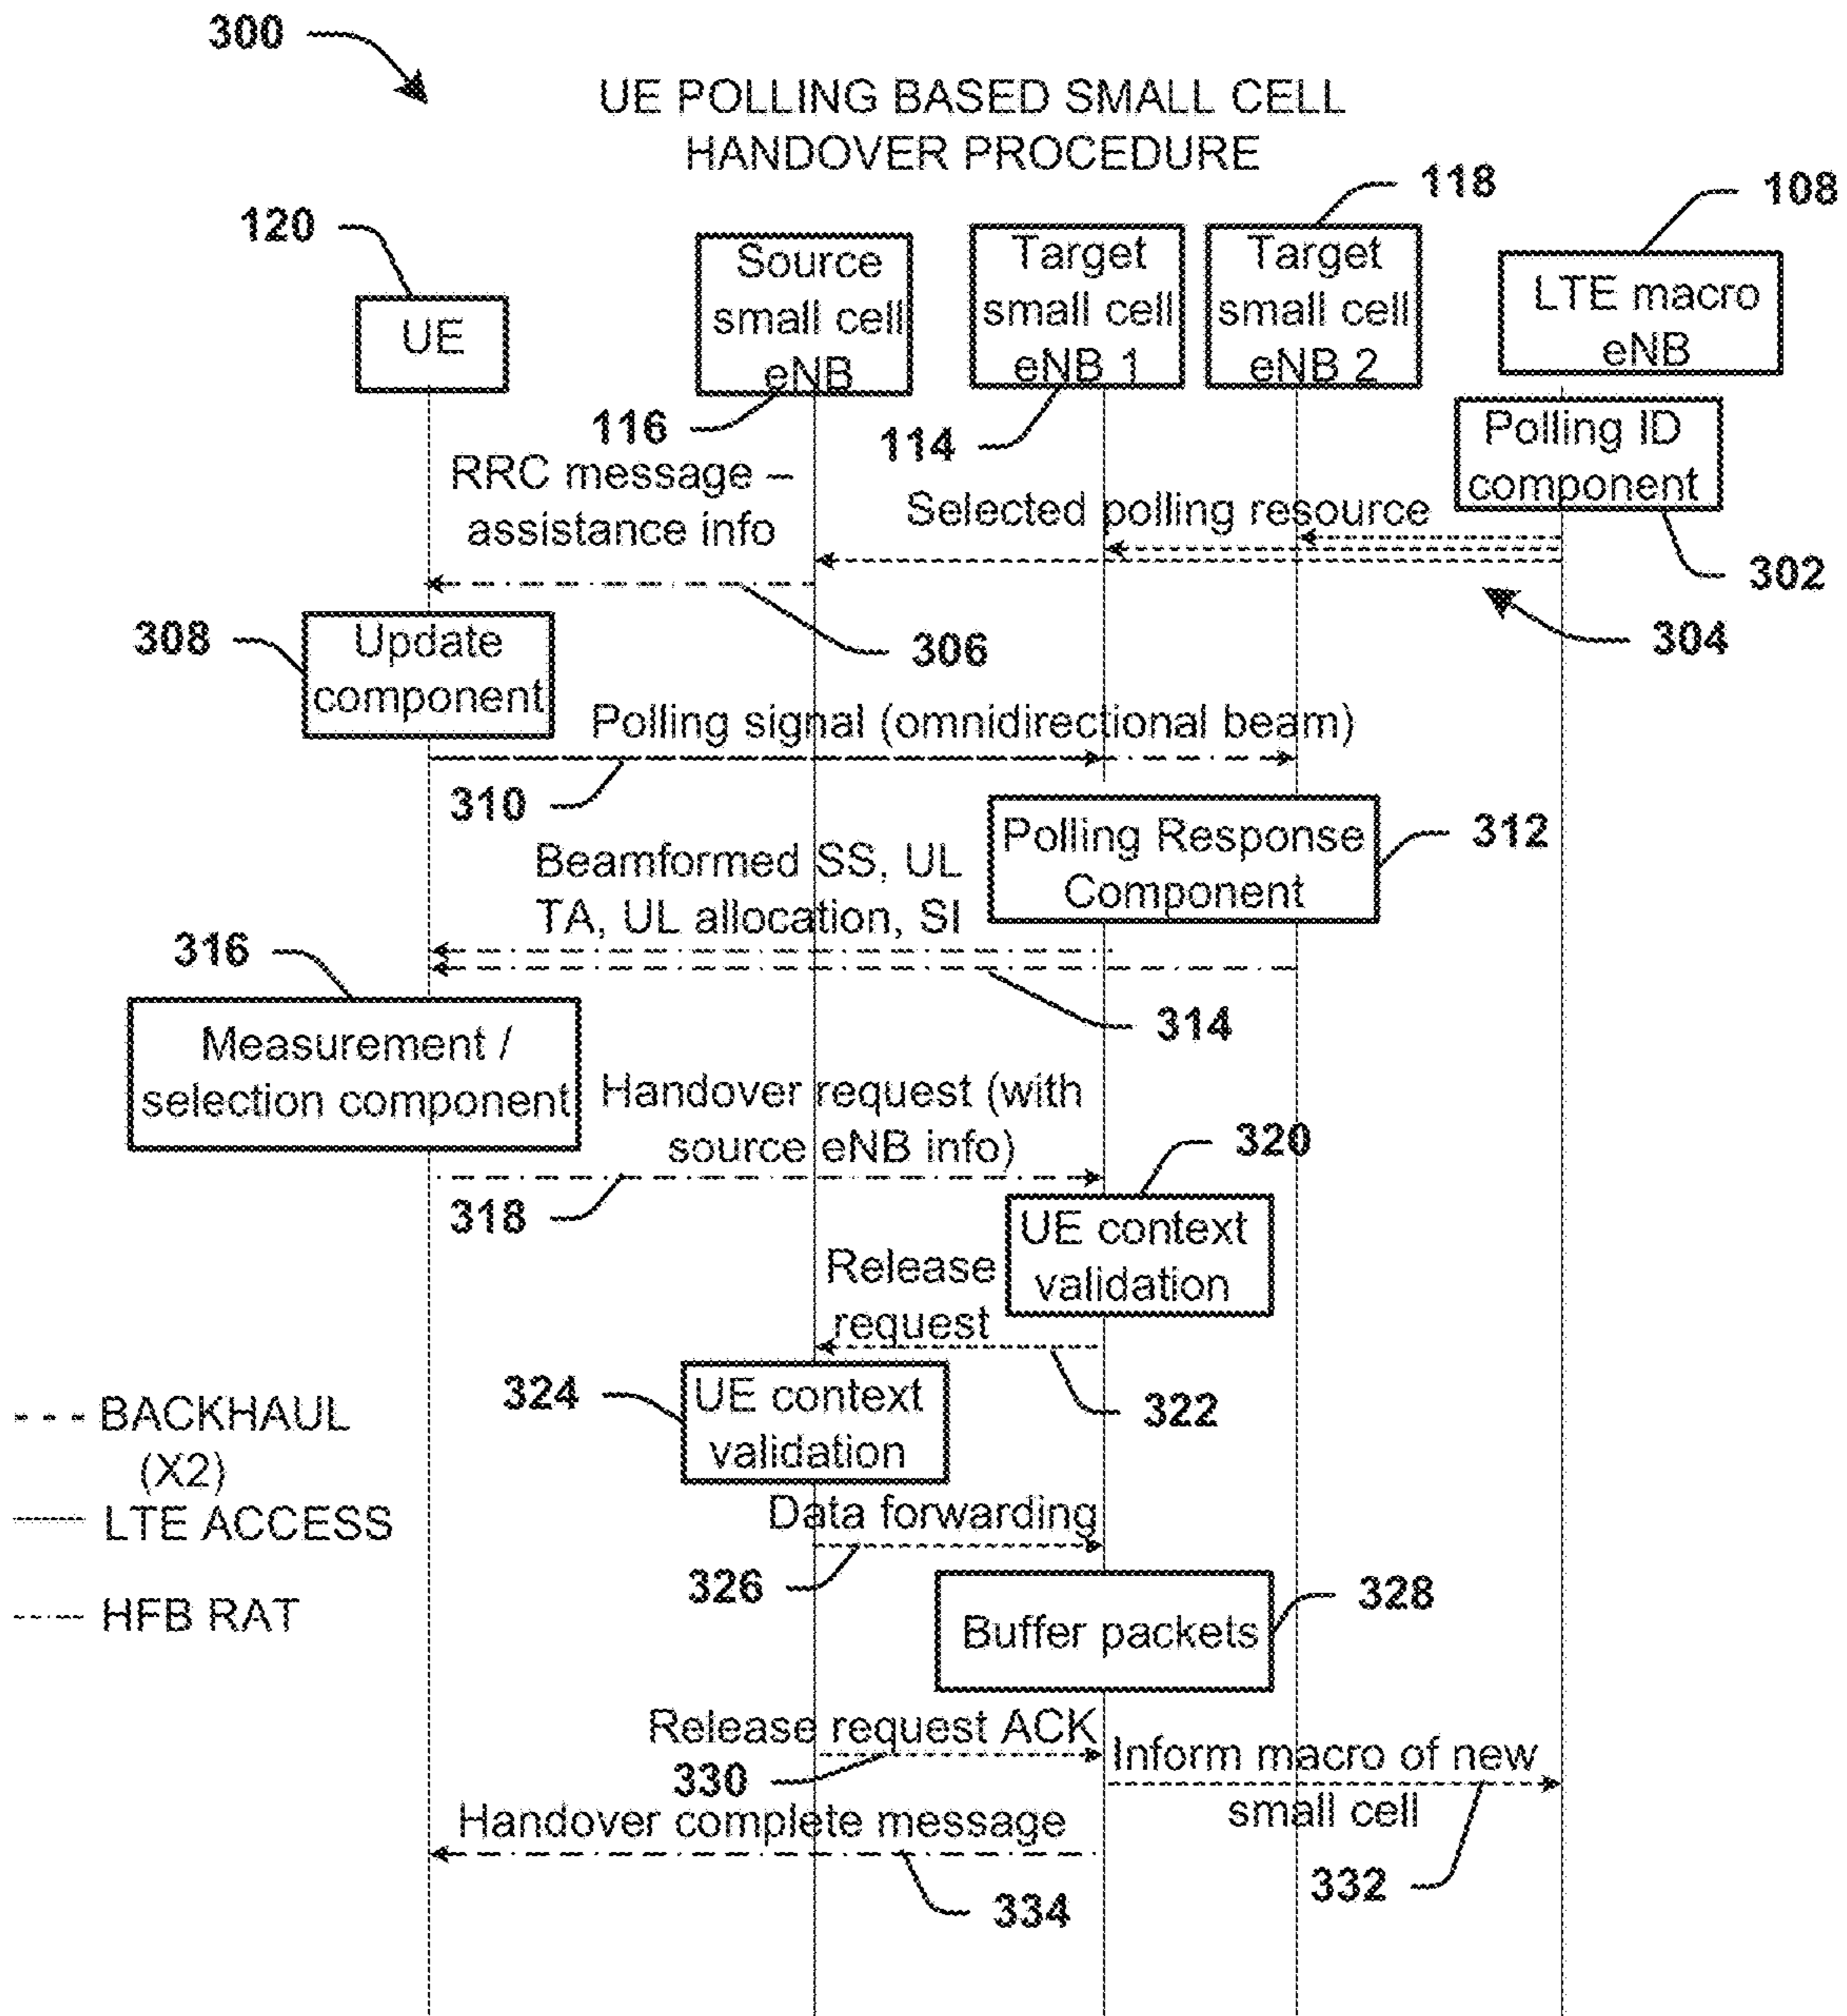 300
UE POLLING BASED SMALL CELL
HANDOVER PROCEDURE
118
108
120
UE
Source
small cell
eNB
Target
small cell
eNB 1
Target
small cell
eNB 2
LTE macro
eNB
116
114
Polling ID
component
RRC message –
assistance info
Selected polling resource
302
304
306
308
Update
component
Polling signal (omnidirectional beam)
310
Polling Response
Component
312
Beamformed SS, UL
TA, UL allocation, SI
314
316
Measurement /
selection component
Handover request (with
source eNB info)
318
320
UE context
validation
Release
request
322
324
UE context
validation
BACKHAUL
(X2)
LTE ACCESS
HFB RAT
Data forwarding
326
Buffer packets
328
Release request ACK
330
Inform macro of new
small cell
332
Handover complete message
334